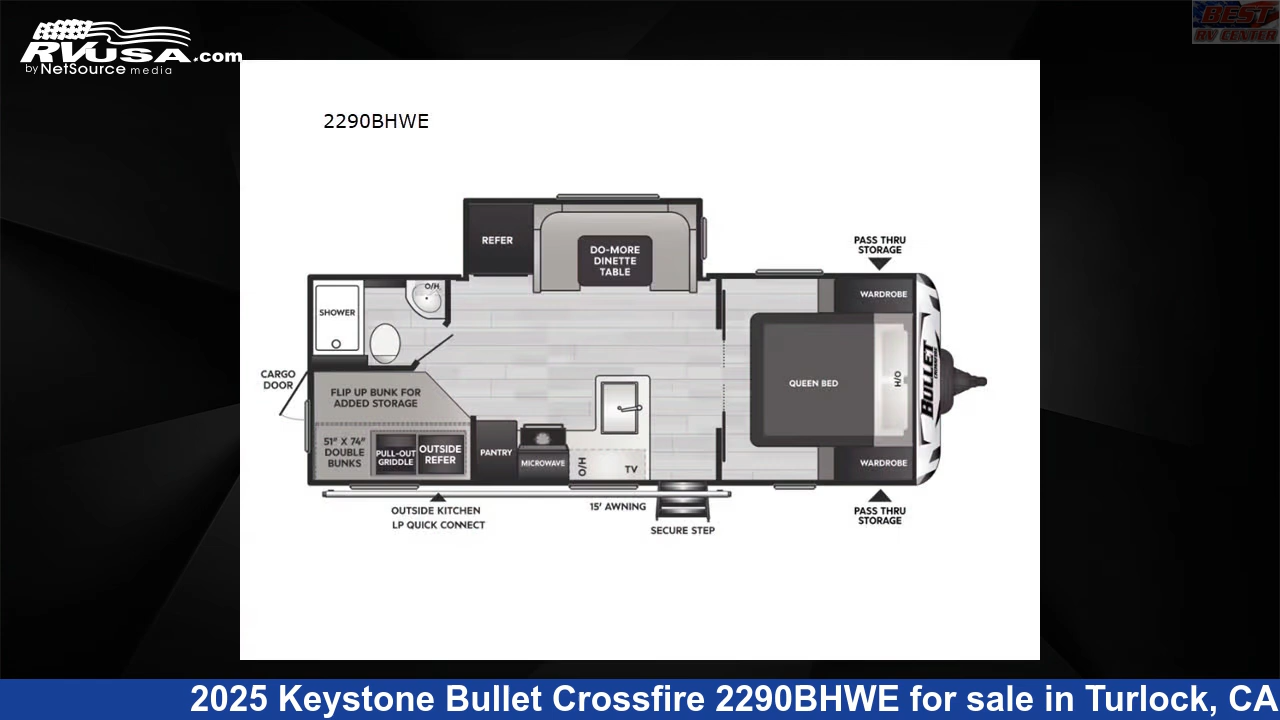 RVUSA.com
by NetSource media
BEST
RV CENTER
2290BHWE
REFER
DO-MORE
DINETTE
TABLE
PASS THRU
STORAGE
O/H
SHOWER
WARDROBE
CARGO
DOOR
FLIP UP BUNK FOR
ADDED STORAGE
QUEEN BED
O/H
BULLET
51" X 74"
DOUBLE
BUNKS
PULL-OUT
GRIDDLE
OUTSIDE
REFER
PANTRY
MICROWAVE
O/H
TV
WARDROBE
OUTSIDE KITCHEN
LP QUICK CONNECT
15' AWNING
SECURE STEP
PASS THRU
STORAGE
2025 Keystone Bullet Crossfire 2290BHWE for sale in Turlock, CA